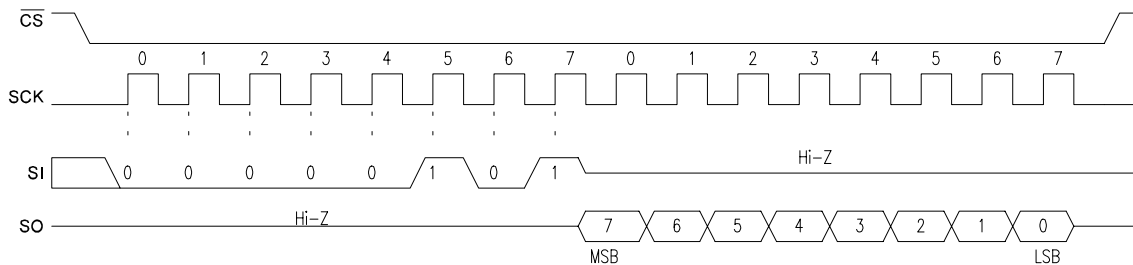 CS
0 1 2 3 4 5 6 7 0 1 2 3 4 5 6 7
SCK
Hi-Z
SI 0 0 0 0 0 1 0 1
Hi-Z
SO 7 6 5 4 3 2 1 0
MSB LSB